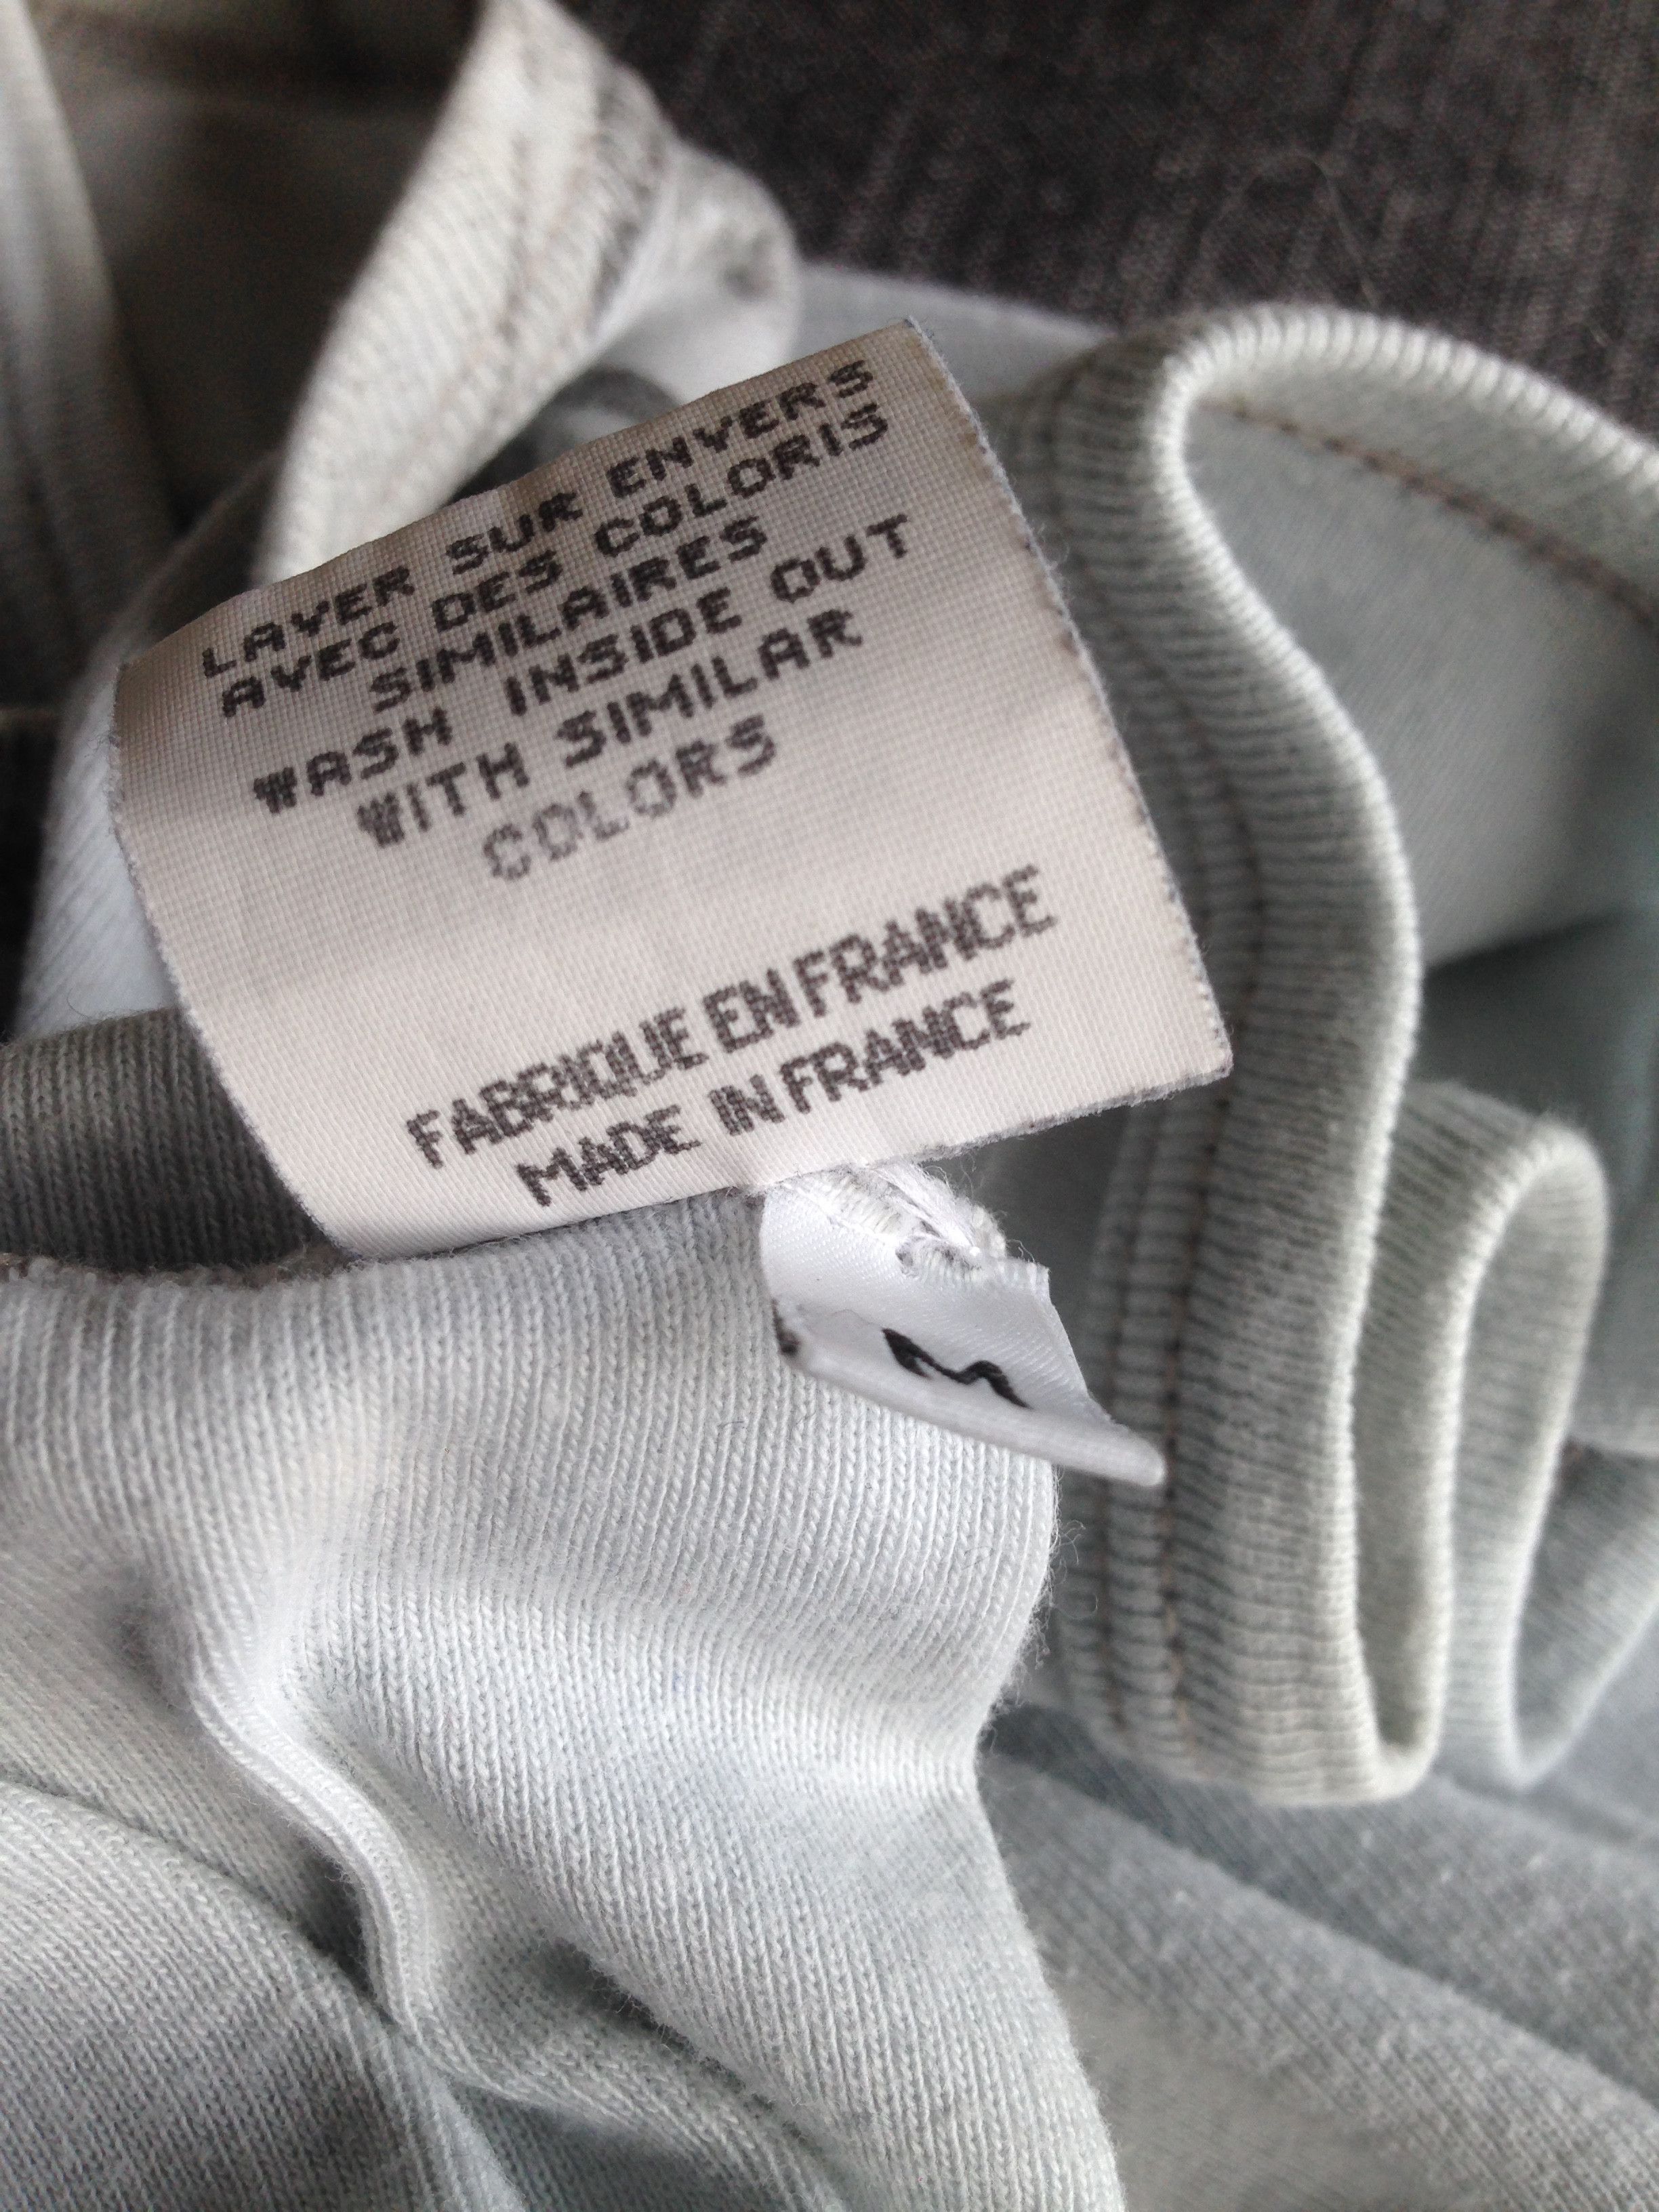 LAVER SUR ENVERS
AVEC DES COLORIS
SIMILAIRES
WASH INSIDE OUT
WITH SIMILAR
COLORS
FABRIQUE EN FRANCE
MADE IN FRANCE